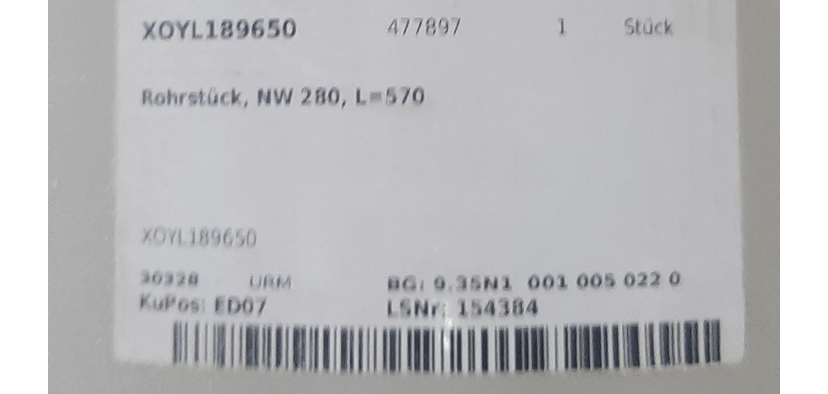 XOYL189650 477897 1 Stück
Rohrstück, NW 280, L=570
XOYL189650
30328 URM BG: 9.35N1 001 005 022 0
KuPos: ED07 LSNr: 154384